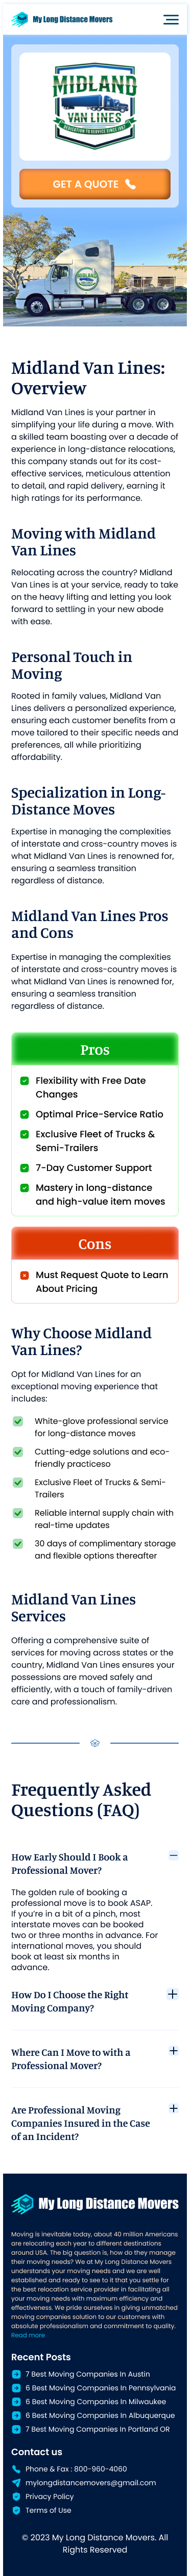 My Long Distance Movers
MIDLAND
VAN LINES
DEDICATION TO SERVICE SINCE 1997
GET A QUOTE
Midland Van Lines:
Overview
Midland Van Lines is your partner in
simplifying your life during a move. With
a skilled team boasting over a decade of
experience in long-distance relocations,
this company stands out for its cost-
effective services, meticulous attention
to detail, and rapid delivery, earning it
high ratings for its performance.
Moving with Midland
Van Lines
Relocating across the country? Midland
Van Lines is at your service, ready to take
on the heavy lifting and letting you look
forward to settling in your new abode
with ease.
Personal Touch in
Moving
Rooted in family values, Midland Van
Lines delivers a personalized experience,
ensuring each customer benefits from a
move tailored to their specific needs and
preferences, all while prioritizing
affordability.
Specialization in Long-
Distance Moves
Expertise in managing the complexities
of interstate and cross-country moves is
what Midland Van Lines is renowned for,
ensuring a seamless transition
regardless of distance.
Midland Van Lines Pros
and Cons
Expertise in managing the complexities
of interstate and cross-country moves is
what Midland Van Lines is renowned for,
ensuring a seamless transition
regardless of distance.
Pros
Flexibility with Free Date
Changes
Optimal Price-Service Ratio
Exclusive Fleet of Trucks &
Semi-Trailers
7-Day Customer Support
Mastery in long-distance
and high-value item moves
Cons
Must Request Quote to Learn
About Pricing
Why Choose Midland
Van Lines?
Opt for Midland Van Lines for an
exceptional moving experience that
includes:
White-glove professional service
for long-distance moves
Cutting-edge solutions and eco-
friendly practiceso
Exclusive Fleet of Trucks & Semi-
Trailers
Reliable internal supply chain with
real-time updates
30 days of complimentary storage
and flexible options thereafter
Midland Van Lines
Services
Offering a comprehensive suite of
services for moving across states or the
country, Midland Van Lines ensures your
possessions are moved safely and
efficiently, with a touch of family-driven
care and professionalism.
Frequently Asked
Questions (FAQ)
How Early Should I Book a
Professional Mover?
The golden rule of booking a
professional move is to book ASAP.
If you're in a bit of a pinch, most
interstate moves can be booked
two or three months in advance. For
international moves, you should
book at least six months in
advance.
How Do I Choose the Right
Moving Company?
Where Can I Move to with a
Professional Mover?
Are Professional Moving
Companies Insured in the Case
of an Incident?
My Long Distance Movers
Moving is inevitable today, about 40 million Americans
are relocating each year to different destinations
around USA. The big question is, how do they manage
their moving needs? We at My Long Distance Movers
understands your moving needs and we are well
established and ready to see to it that you settle for
the best relocation service provider in facilitating all
your moving needs with maximum efficiency and
effectiveness. We pride ourselves in giving unmatched
moving companies solution to our customers with
absolute professionalism and commitment to quality.
Read more
Recent Posts
7 Best Moving Companies In Austin
6 Best Moving Companies In Pennsylvania
6 Best Moving Companies In Milwaukee
6 Best Moving Companies In Albuquerque
7 Best Moving Companies In Portland OR
Contact us
Phone & Fax : 800-960-4060
mylongdistancemovers@gmail.com
Privacy Policy
Terms of Use
© 2023 My Long Distance Movers. All
Rights Reserved